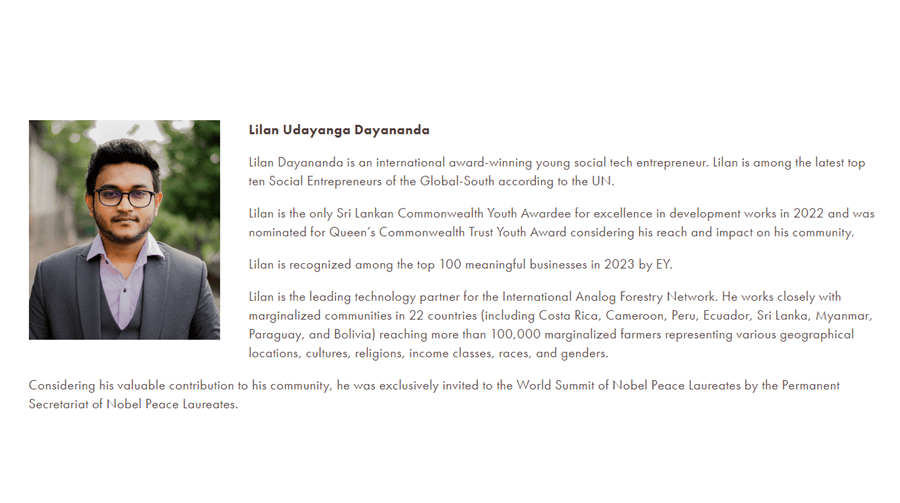 Lilan Udayanga Dayananda
Lilan Dayananda is an international award-winning young social tech entrepreneur. Lilan is among the latest top
ten Social Entrepreneurs of the Global-South according to the UN.
Lilan is the only Sri Lankan Commonwealth Youth Awardee for excellence in development works in 2022 and was
nominated for Queen’s Commonwealth Trust Youth Award considering his reach and impact on his community.
Lilan is recognized among the top 100 meaningful businesses in 2023 by EY.
Lilan is the leading technology partner for the International Analog Forestry Network. He works closely with
marginalized communities in 22 countries (including Costa Rica, Cameroon, Peru, Ecuador, Sri Lanka, Myanmar,
Paraguay, and Bolivia) reaching more than 100,000 marginalized farmers representing various geographical
locations, cultures, religions, income classes, races, and genders.
Considering his valuable contribution to his community, he was exclusively invited to the World Summit of Nobel Peace Laureates by the Permanent
Secretariat of Nobel Peace Laureates.